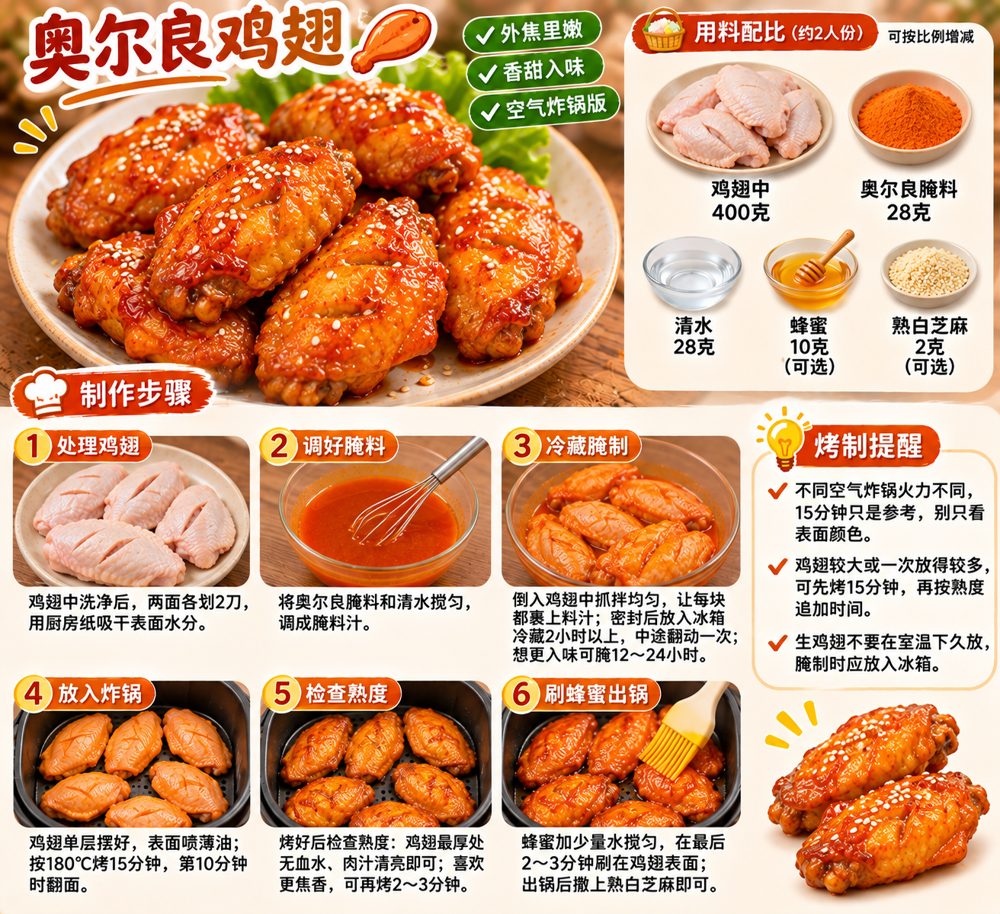 奥尔良鸡翅
外焦里嫩
香甜入味
空气炸锅版
用料配比（约2人份）
可按比例增减
鸡翅中
400克
奥尔良腌料
28克
清水
28克
蜂蜜
10克
（可选）
熟白芝麻
2克
（可选）
制作步骤
1 处理鸡翅
鸡翅中洗净后，两面各划2刀，
用厨房纸吸干表面水分。
2 调好腌料
将奥尔良腌料和清水搅匀，
调成腌料汁。
3 冷藏腌制
倒入鸡翅中抓拌均匀，让每块
都裹上料汁；密封后放入冰箱
冷藏2小时以上，中途翻动一次；
想更入味可腌12～24小时。
4 放入炸锅
鸡翅单层摆好，表面喷薄油；
按180℃烤15分钟，第10分钟
时翻面。
5 检查熟度
烤好后检查熟度：鸡翅最厚处
无血水、肉汁清亮即可；喜欢
更焦香，可再烤2～3分钟。
6 刷蜂蜜出锅
蜂蜜加少量水搅匀，在最后
2～3分钟刷在鸡翅表面；
出锅后撒上熟白芝麻即可。
烤制提醒
不同空气炸锅火力不同，
15分钟只是参考，别只看
表面颜色。
鸡翅较大或一次放得较多，
可先烤15分钟，再按熟度
追加时间。
生鸡翅不要在室温下久放，
腌制时应放入冰箱。